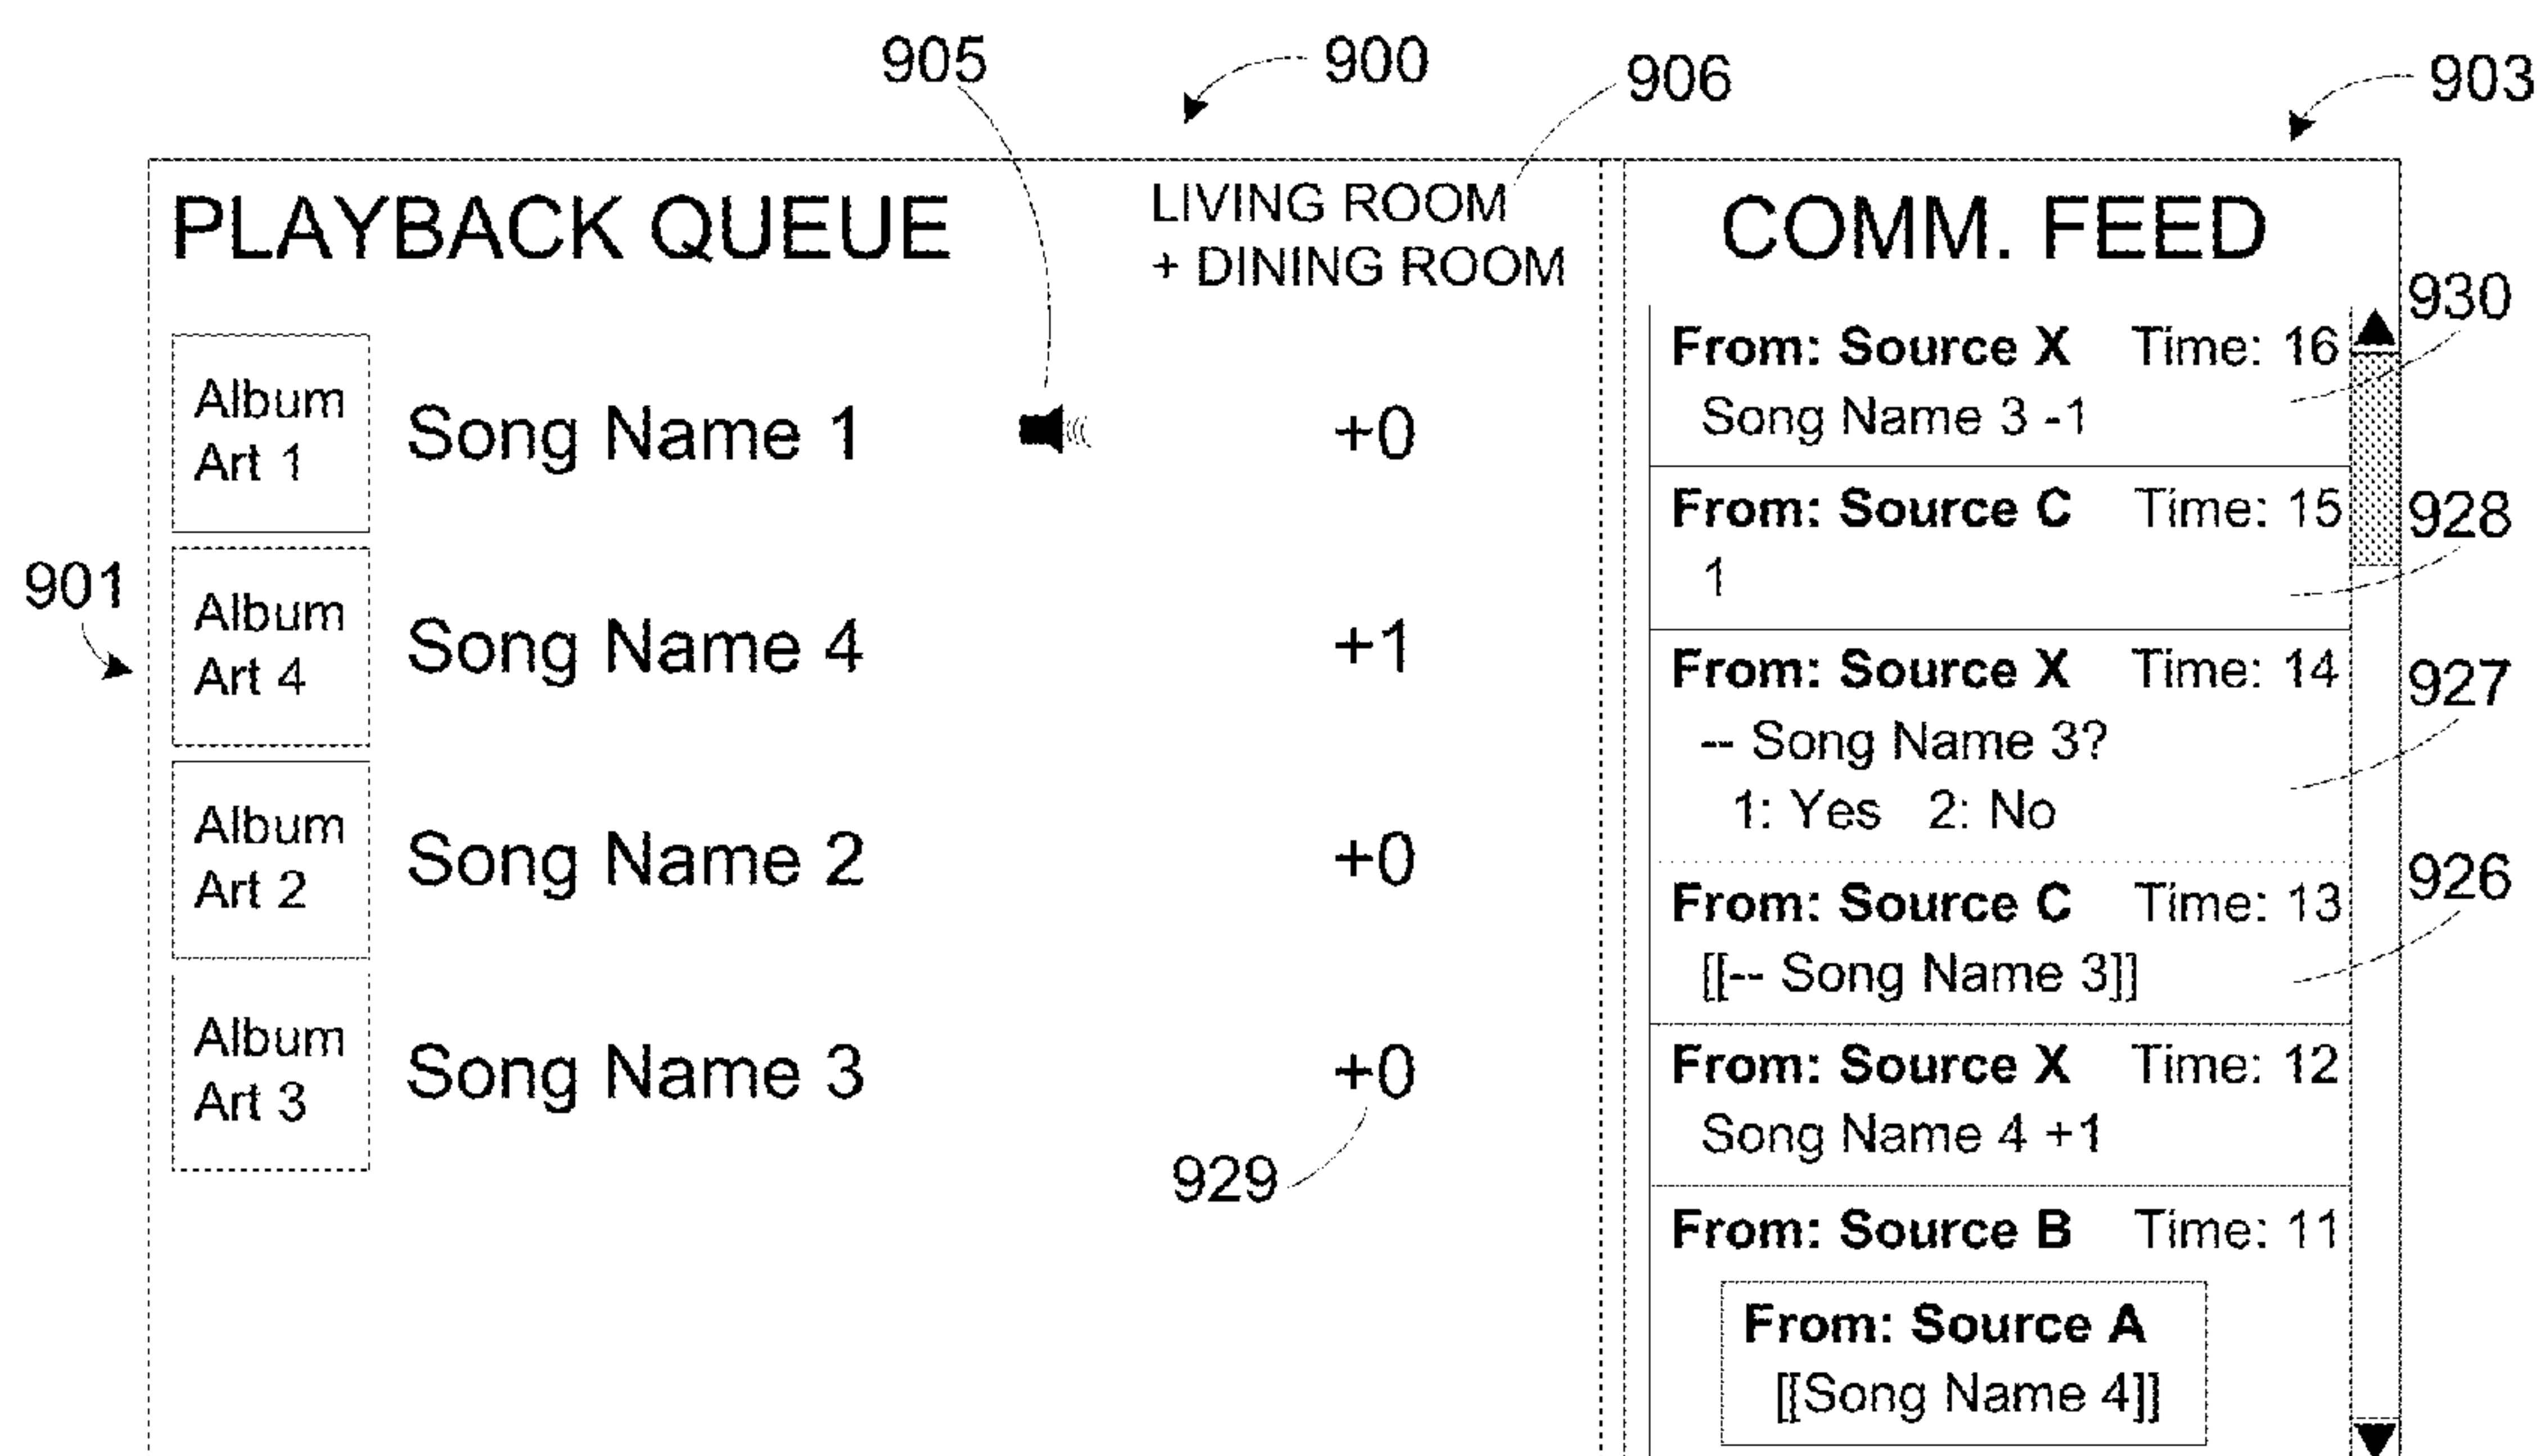 905
900
906
903
PLAYBACK QUEUE
LIVING ROOM
+ DINING ROOM
901
Album
Art 1
Song Name 1
+0
Album
Art 4
Song Name 4
+1
Album
Art 2
Song Name 2
+0
Album
Art 3
Song Name 3
+0
929
COMM. FEED
930
From: Source X Time: 16
Song Name 3 -1
928
From: Source C Time: 15
1
927
From: Source X Time: 14
-- Song Name 3?
1: Yes 2: No
926
From: Source C Time: 13
[[-- Song Name 3]]
From: Source X Time: 12
Song Name 4 +1
From: Source B Time: 11
From: Source A
[[Song Name 4]]